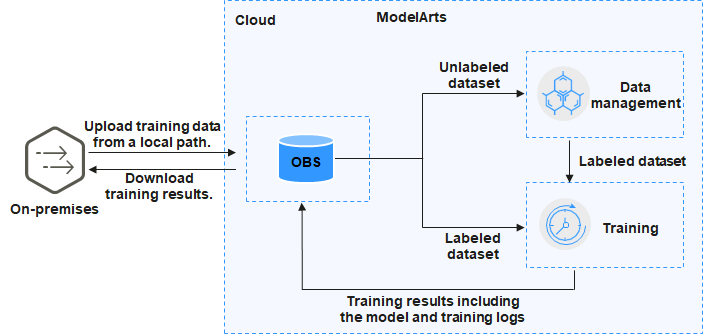 Cloud
ModelArts
Unlabeled
dataset
Data
management
Upload training data
from a local path.
OBS
Labeled dataset
Download
training results.
On-premises
Labeled
dataset
Training
Training results including
the model and training logs